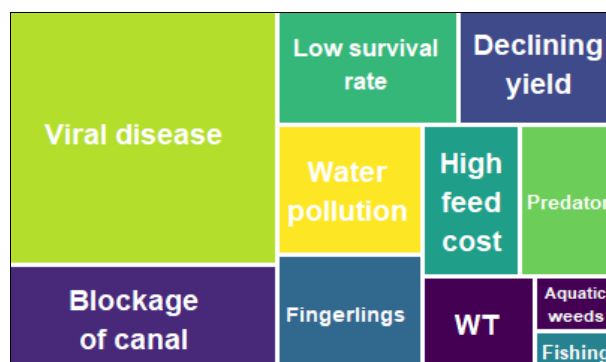 Viral disease
Blockage
of canal
Low survival
rate
Declining
yield
Water
pollution
High
feed
cost
Predator
Fingerlings
WT
Aquatic
weeds
Fishing